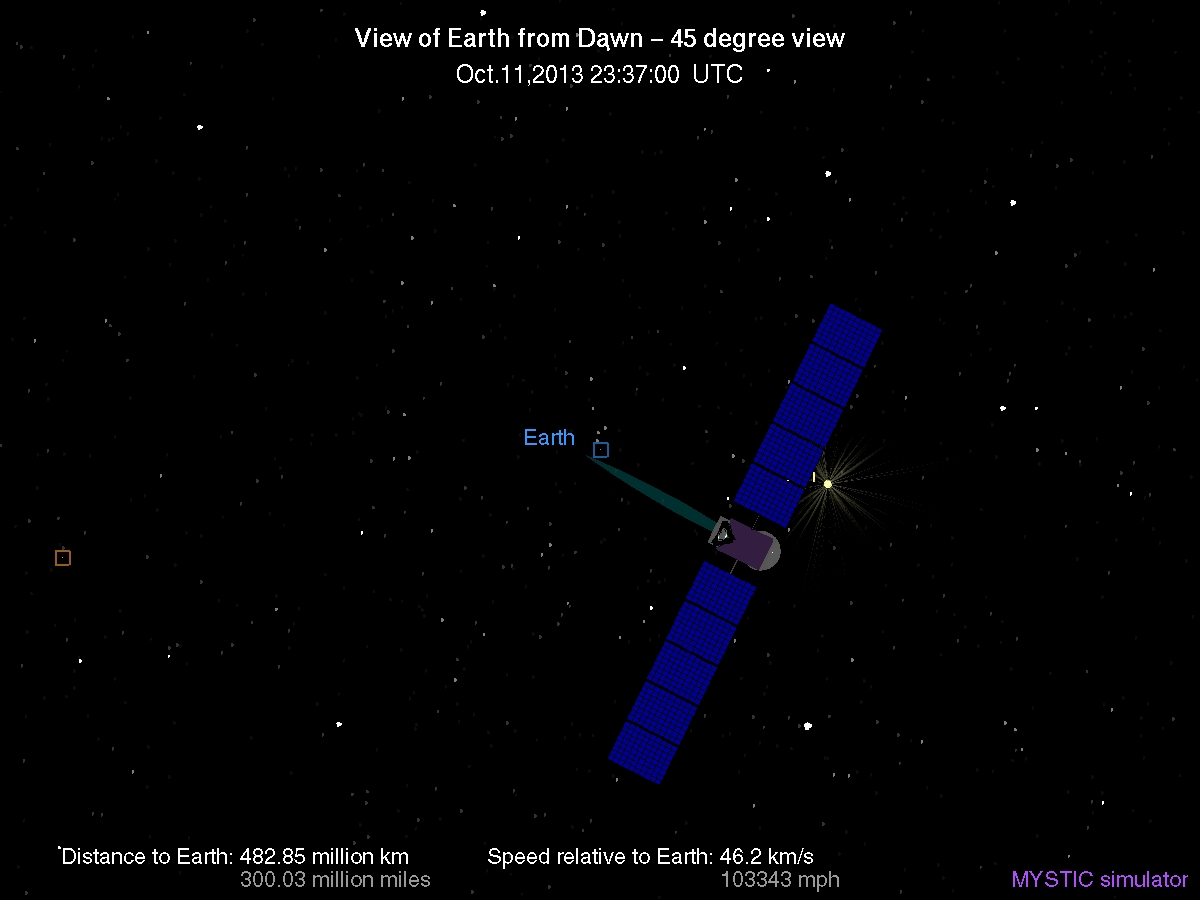 View of Earth from Dawn – 45 degree view
Oct.11,2013 23:37:00 UTC
Earth
Distance to Earth: 482.85 million km
300.03 million miles
Speed relative to Earth: 46.2 km/s
103343 mph
MYSTIC simulator